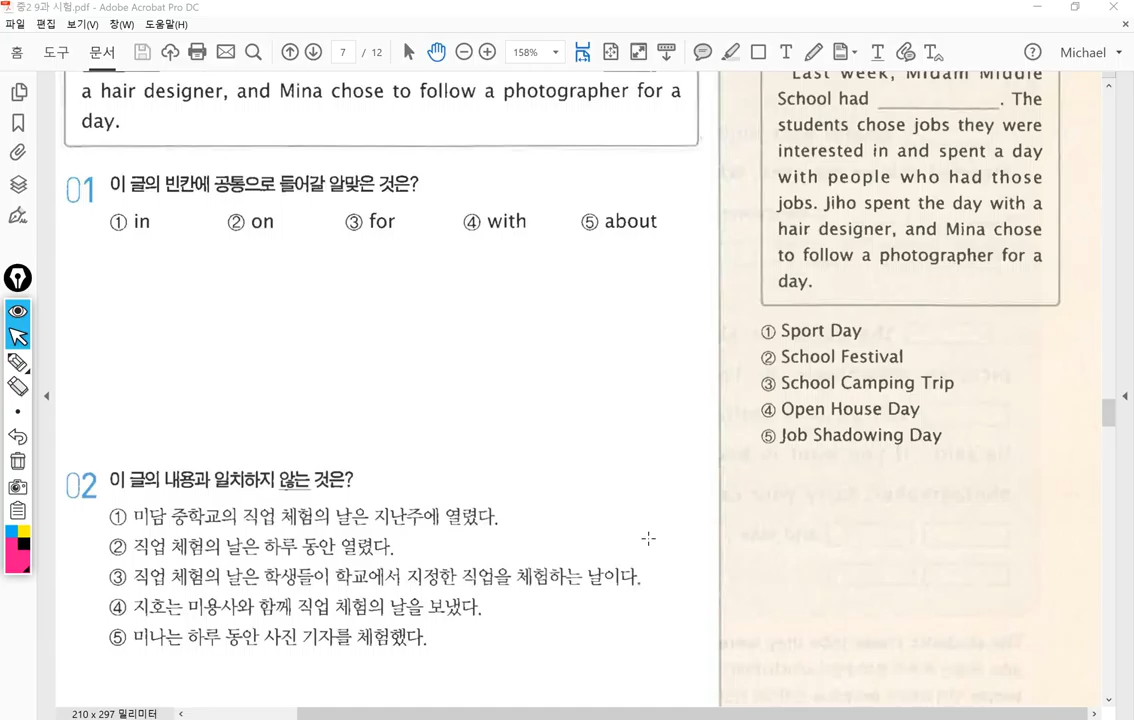 중2 9과 시험.pdf - Adobe Acrobat Pro DC
파일 편집 보기(V) 창(W) 도움말(H)
홈 도구 문서 7 / 12 158% Michael
a hair designer, and Mina chose to follow a photographer for a
day.
01 이 글의 빈칸에 공통으로 들어갈 알맞은 것은?
① in ② on ③ for ④ with ⑤ about
02 이 글의 내용과 일치하지 않는 것은?
① 미담 중학교의 직업 체험의 날은 지난주에 열렸다.
② 직업 체험의 날은 하루 동안 열렸다.
③ 직업 체험의 날은 학생들이 학교에서 지정한 직업을 체험하는 날이다.
④ 지호는 미용사와 함께 직업 체험의 날을 보냈다.
⑤ 미나는 하루 동안 사진 기자를 체험했다.
Last week, Midam Middle
School had ____________. The
students chose jobs they were
interested in and spent a day
with people who had those
jobs. Jiho spent the day with a
hair designer, and Mina chose
to follow a photographer for a
day.
① Sport Day
② School Festival
③ School Camping Trip
④ Open House Day
⑤ Job Shadowing Day
210 x 297 밀리미터